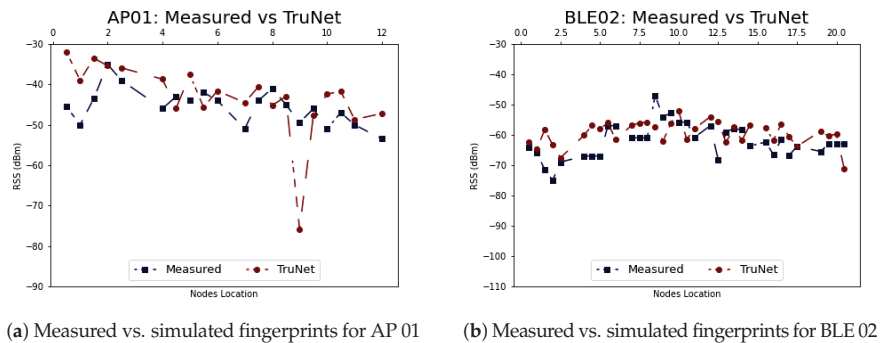 AP01: Measured vs TruNet
0 2 4 6 8 10 12
−30
−40
−50
−60
−70
−80
−90
RSS (dBm)
Measured TruNet
Nodes Location
(a) Measured vs. simulated fingerprints for AP 01
BLE02: Measured vs TruNet
0.0 2.5 5.0 7.5 10.0 12.5 15.0 17.5 20.0
−30
−40
−50
−60
−70
−80
−90
−100
−110
RSS (dBm)
Measured TruNet
Nodes Location
(b) Measured vs. simulated fingerprints for BLE 02